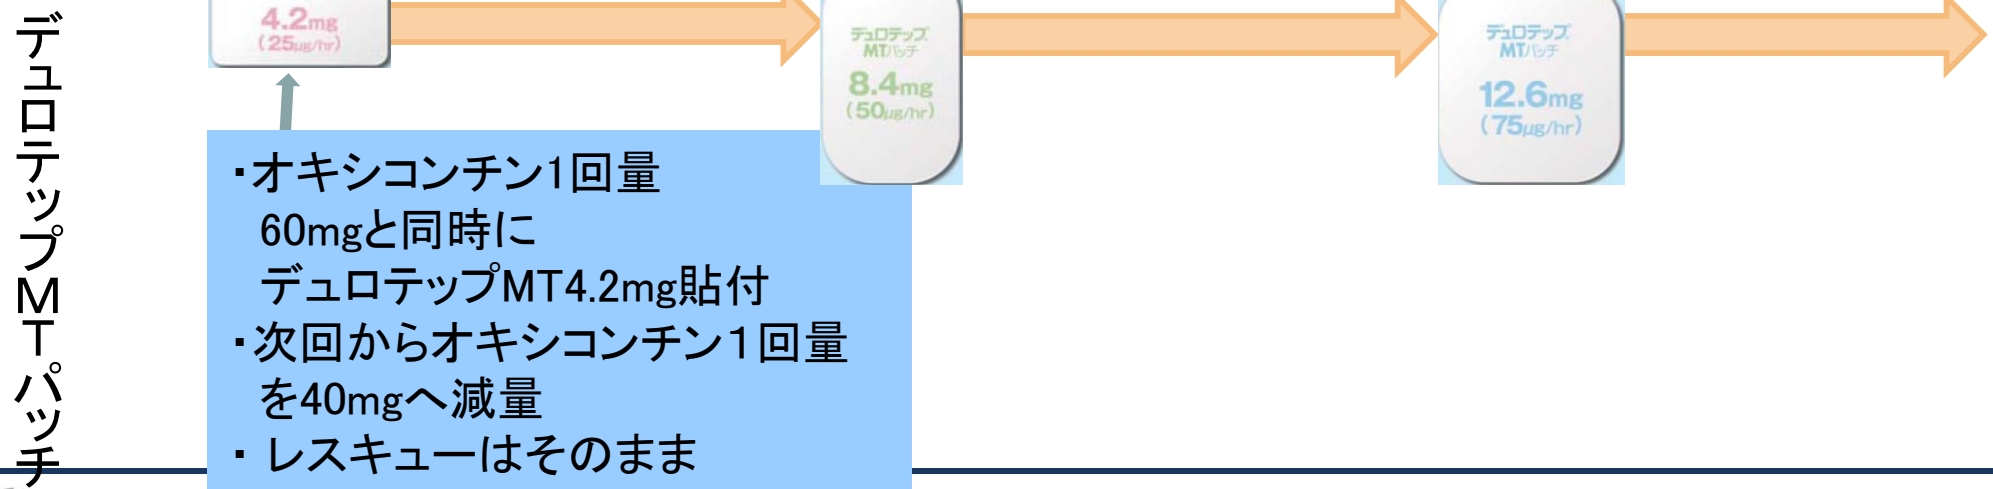 デュロテップMTパッチ
4.2mg
(25μg/hr)
デュロテップ
MTパッチ
8.4mg
(50μg/hr)
デュロテップ
MTパッチ
12.6mg
(75μg/hr)
・オキシコンチン1回量
60mgと同時に
デュロテップMT4.2mg貼付
・次回からオキシコンチン１回量
を40mgへ減量
・レスキューはそのまま